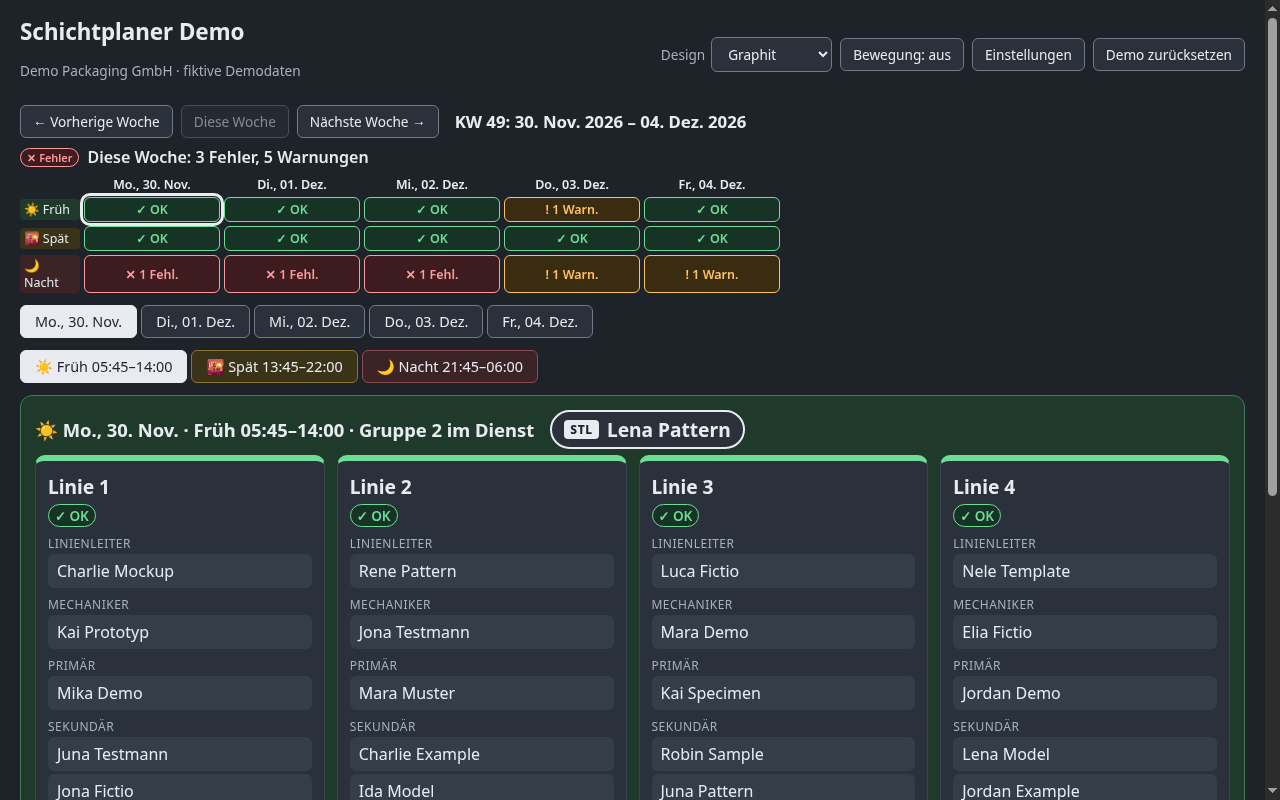 Schichtplaner Demo
Demo Packaging GmbH · fiktive Demodaten
Design Graphit Bewegung: aus Einstellungen Demo zurücksetzen
← Vorherige Woche Diese Woche Nächste Woche → KW 49: 30. Nov. 2026 – 04. Dez. 2026
✕ Fehler Diese Woche: 3 Fehler, 5 Warnungen
Mo., 30. Nov. Di., 01. Dez. Mi., 02. Dez. Do., 03. Dez. Fr., 04. Dez.
☀️ Früh ✓ OK ✓ OK ✓ OK ! 1 Warn. ✓ OK
🌇 Spät ✓ OK ✓ OK ✓ OK ✓ OK ✓ OK
🌙 Nacht ✕ 1 Fehl. ✕ 1 Fehl. ✕ 1 Fehl. ! 1 Warn. ! 1 Warn.
Mo., 30. Nov. Di., 01. Dez. Mi., 02. Dez. Do., 03. Dez. Fr., 04. Dez.
☀️ Früh 05:45–14:00 🌇 Spät 13:45–22:00 🌙 Nacht 21:45–06:00
☀️ Mo., 30. Nov. · Früh 05:45–14:00 · Gruppe 2 im Dienst STL Lena Pattern
Linie 1 Linie 2 Linie 3 Linie 4
✓ OK ✓ OK ✓ OK ✓ OK
LINIENLEITER LINIENLEITER LINIENLEITER LINIENLEITER
Charlie Mockup Rene Pattern Luca Fictio Nele Template
MECHANIKER MECHANIKER MECHANIKER MECHANIKER
Kai Prototyp Jona Testmann Mara Demo Elia Fictio
PRIMÄR PRIMÄR PRIMÄR PRIMÄR
Mika Demo Mara Muster Kai Specimen Jordan Demo
SEKUNDÄR SEKUNDÄR SEKUNDÄR SEKUNDÄR
Juna Testmann Charlie Example Robin Sample Lena Model
Jona Fictio Ida Model Juna Pattern Jordan Example